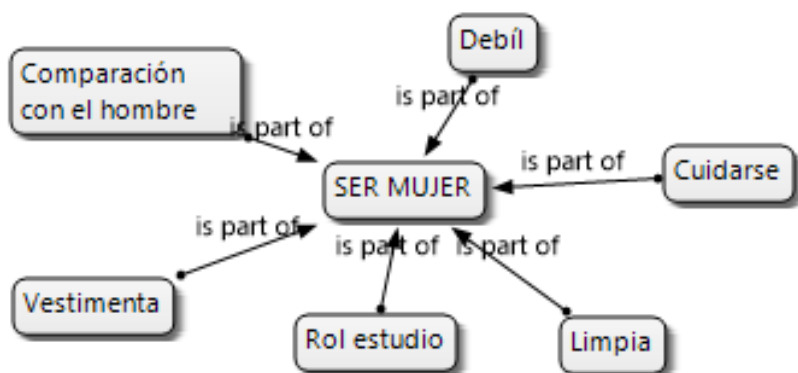 Debíl
Comparación
con el hombre
is part of
is part of
is part of
SER MUJER
Cuidarse
is part of
is part of
is part of
Vestimenta
Rol estudio
Limpia